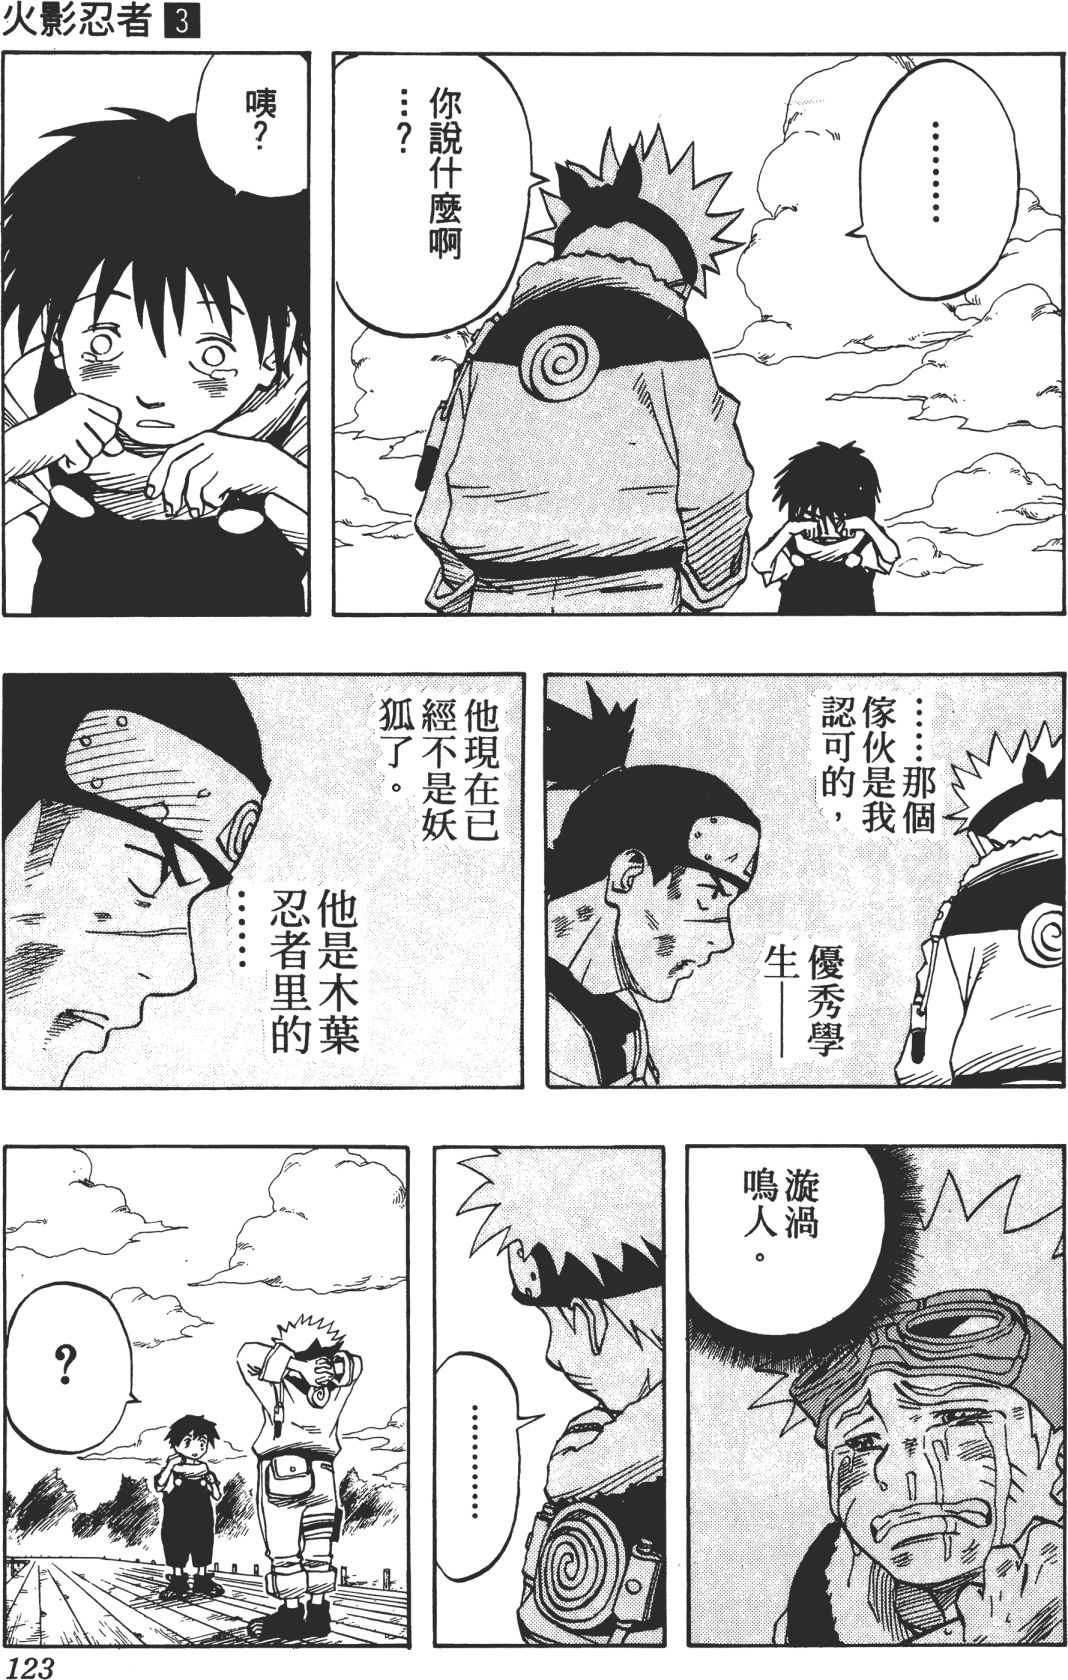 火影忍者 3
………
你說什麼啊
…？
咦？
……那個
傢伙是我
認可的，
優秀學
生——
他現在已
經不是妖
狐了。
他是木葉
忍者里的
……
漩渦
鳴人。
………
？
123